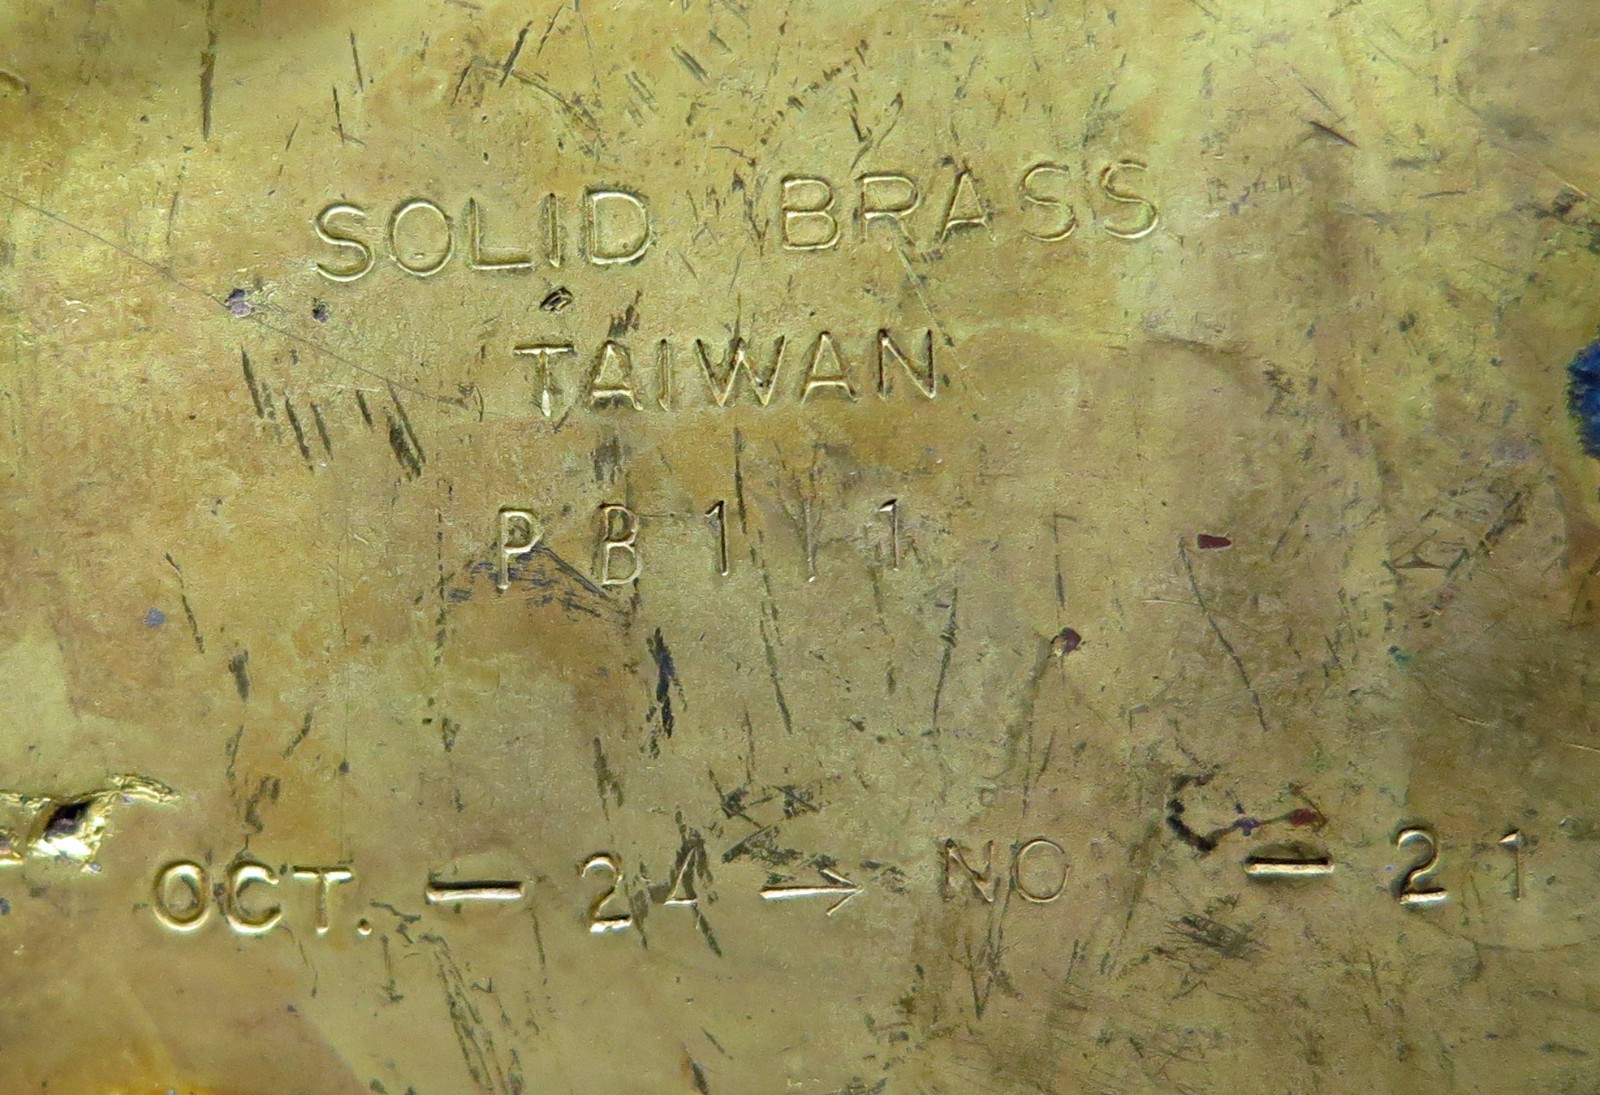 SOLID BRASS
TAIWAN
PB111
OCT. — 24 → NO — 21